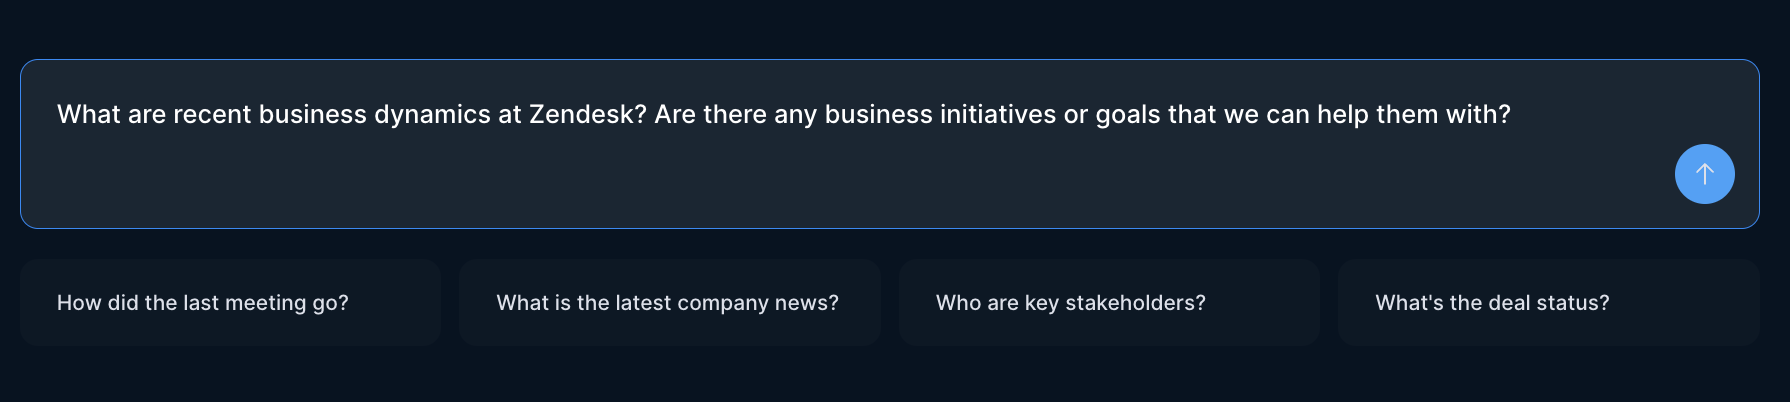 What are recent business dynamics at Zendesk? Are there any business initiatives or goals that we can help them with?
How did the last meeting go?
What is the latest company news?
Who are key stakeholders?
What's the deal status?